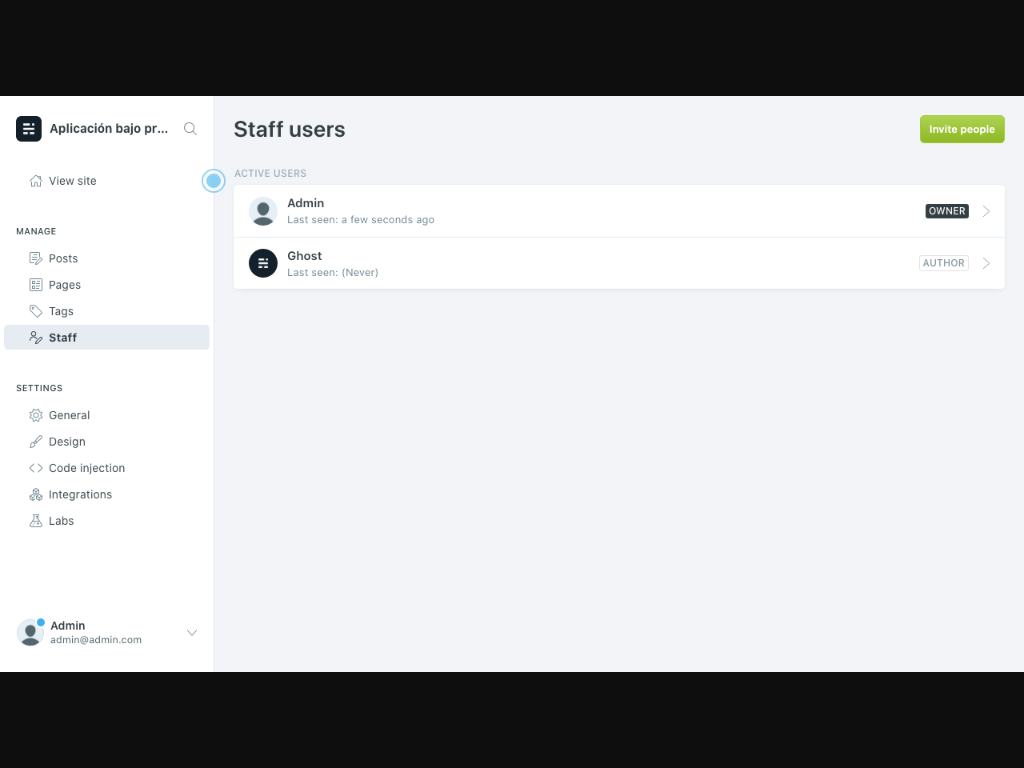 Aplicación bajo pr...
View site
MANAGE
Posts
Pages
Tags
Staff
SETTINGS
General
Design
Code injection
Integrations
Labs
Admin
admin@admin.com
Staff users
Invite people
ACTIVE USERS
Admin
Last seen: a few seconds ago
OWNER
Ghost
Last seen: (Never)
AUTHOR